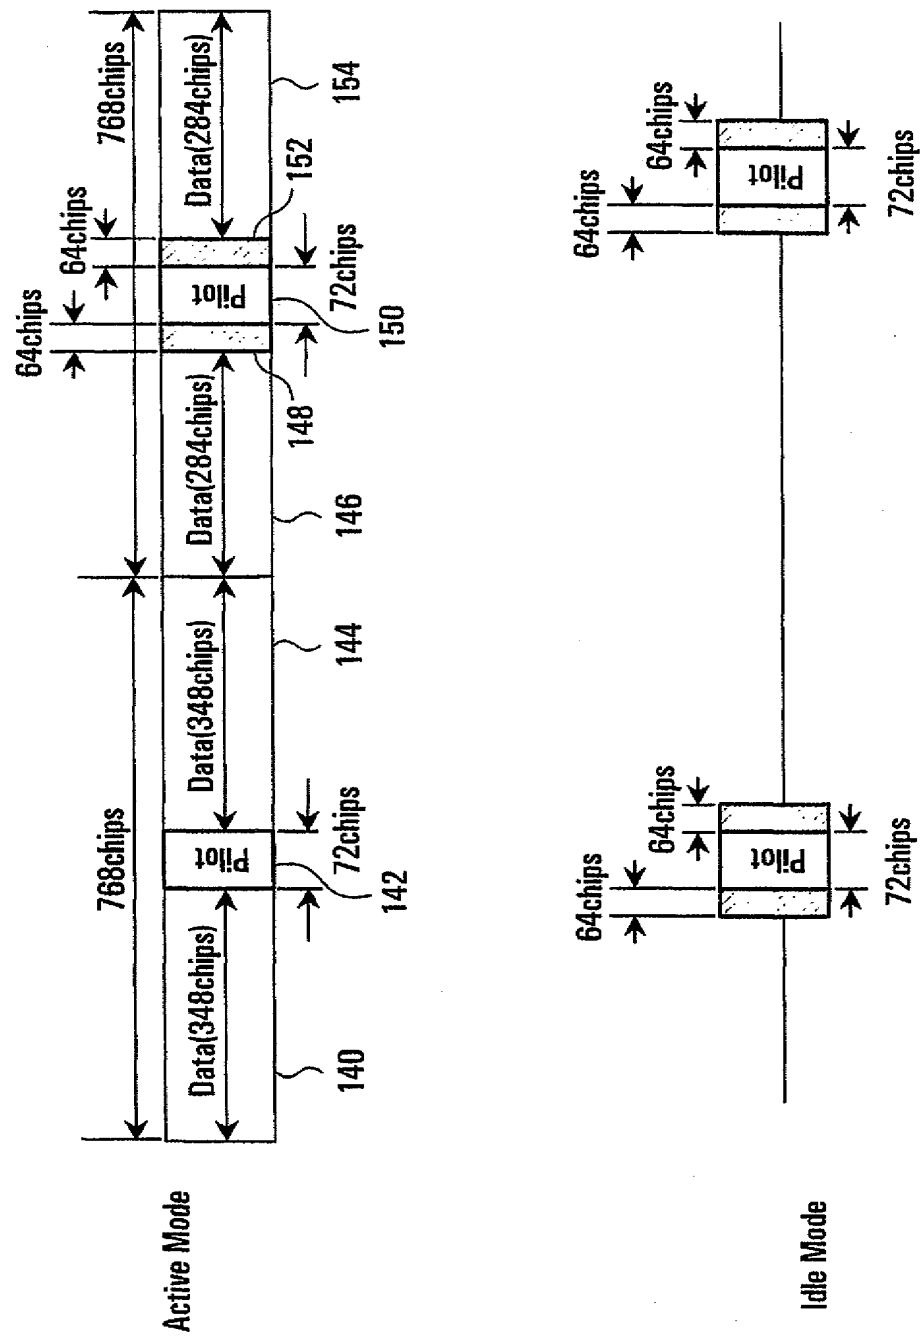 Active Mode
768chips
768chips
64chips
64chips
Data(348chips)
Pilot
Data(348chips)
Data(284chips)
Pilot
Data(284chips)
72chips
72chips
140
142
144
146
148
150
152
154
Idle Mode
64chips
64chips
Pilot
72chips
64chips
64chips
Pilot
72chips